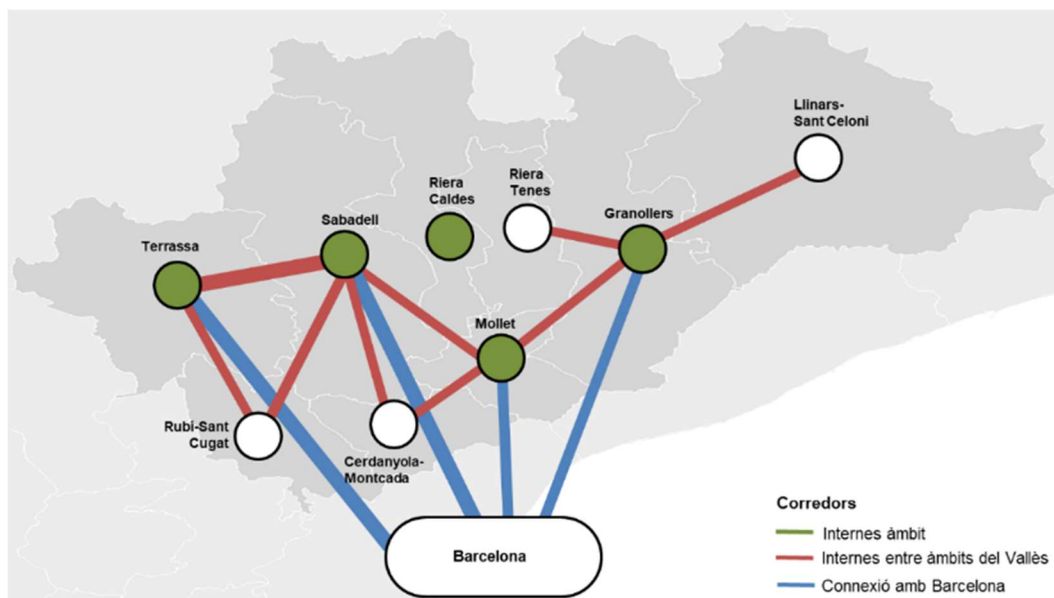 Llinars-
Sant Celoni
Riera
Tenes
Riera
Caldes
Granollers
Sabadell
Terrassa
Mollet
Rubí-Sant
Cugat
Cerdanyola-
Montcada
Barcelona
Corredors
Internes àmbit
Internes entre àmbits del Vallès
Connexió amb Barcelona